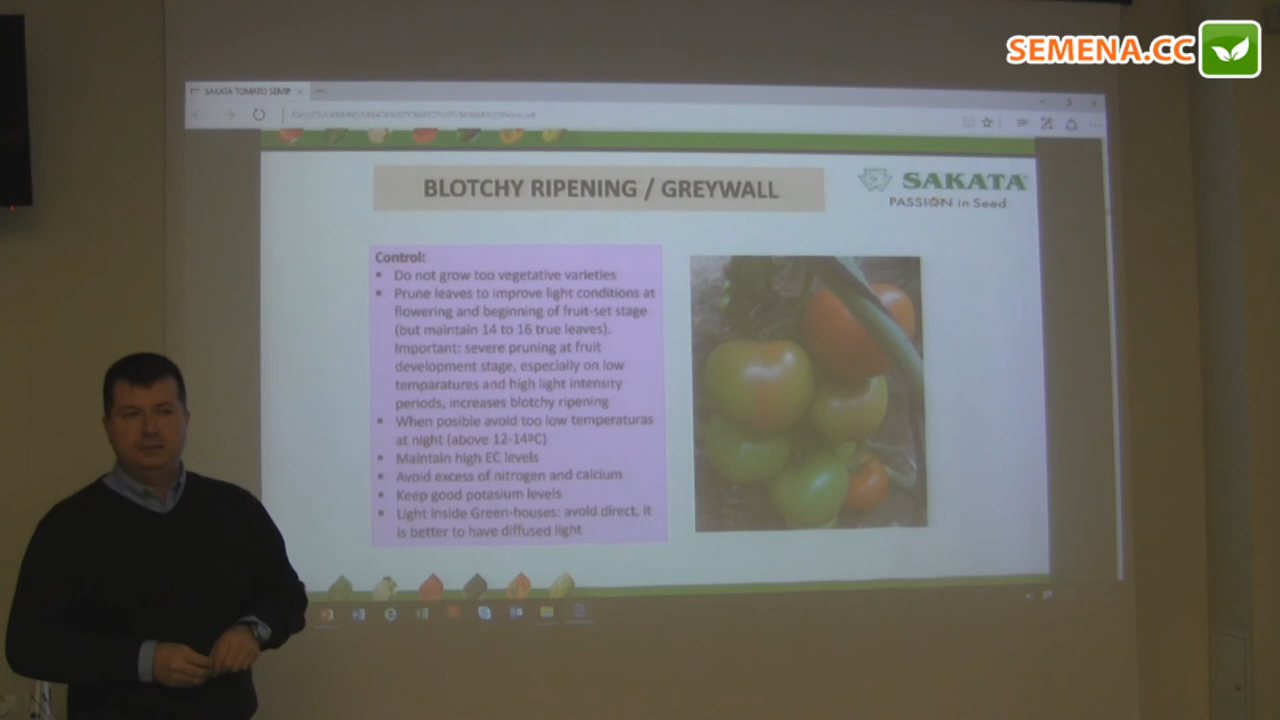 SEMENA.CC
SAKATA TOMATO SEMI
BLOTCHY RIPENING / GREYWALL
SAKATA
PASSION in Seed
Control:
Do not grow too vegetative varieties
Prune leaves to improve light conditions at
flowering and beginning of fruit-set stage
(but maintain 14 to 16 true leaves).
Important: severe pruning at fruit
development stage, especially on low
temparatures and high light intensity
periods, increases blotchy ripening
When posible avoid too low temperaturas
at night (above 12-14ºC)
Maintain high EC levels
Avoid excess of nitrogen and calcium
Keep good potasium levels
Light inside Green-houses: avoid direct, it
is better to have diffused light